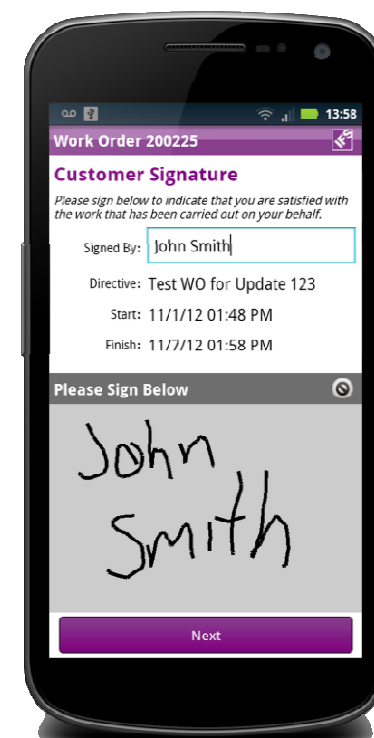 13:58
Work Order 200225
Customer Signature
Please sign below to indicate that you are satisfied with
the work that has been carried out on your behalf.
Signed By: John Smith
Directive: Test WO for Update 123
Start: 11/1/12 01:48 PM
Finish: 11/7/12 01:58 PM
Please Sign Below
John
Smith
Next